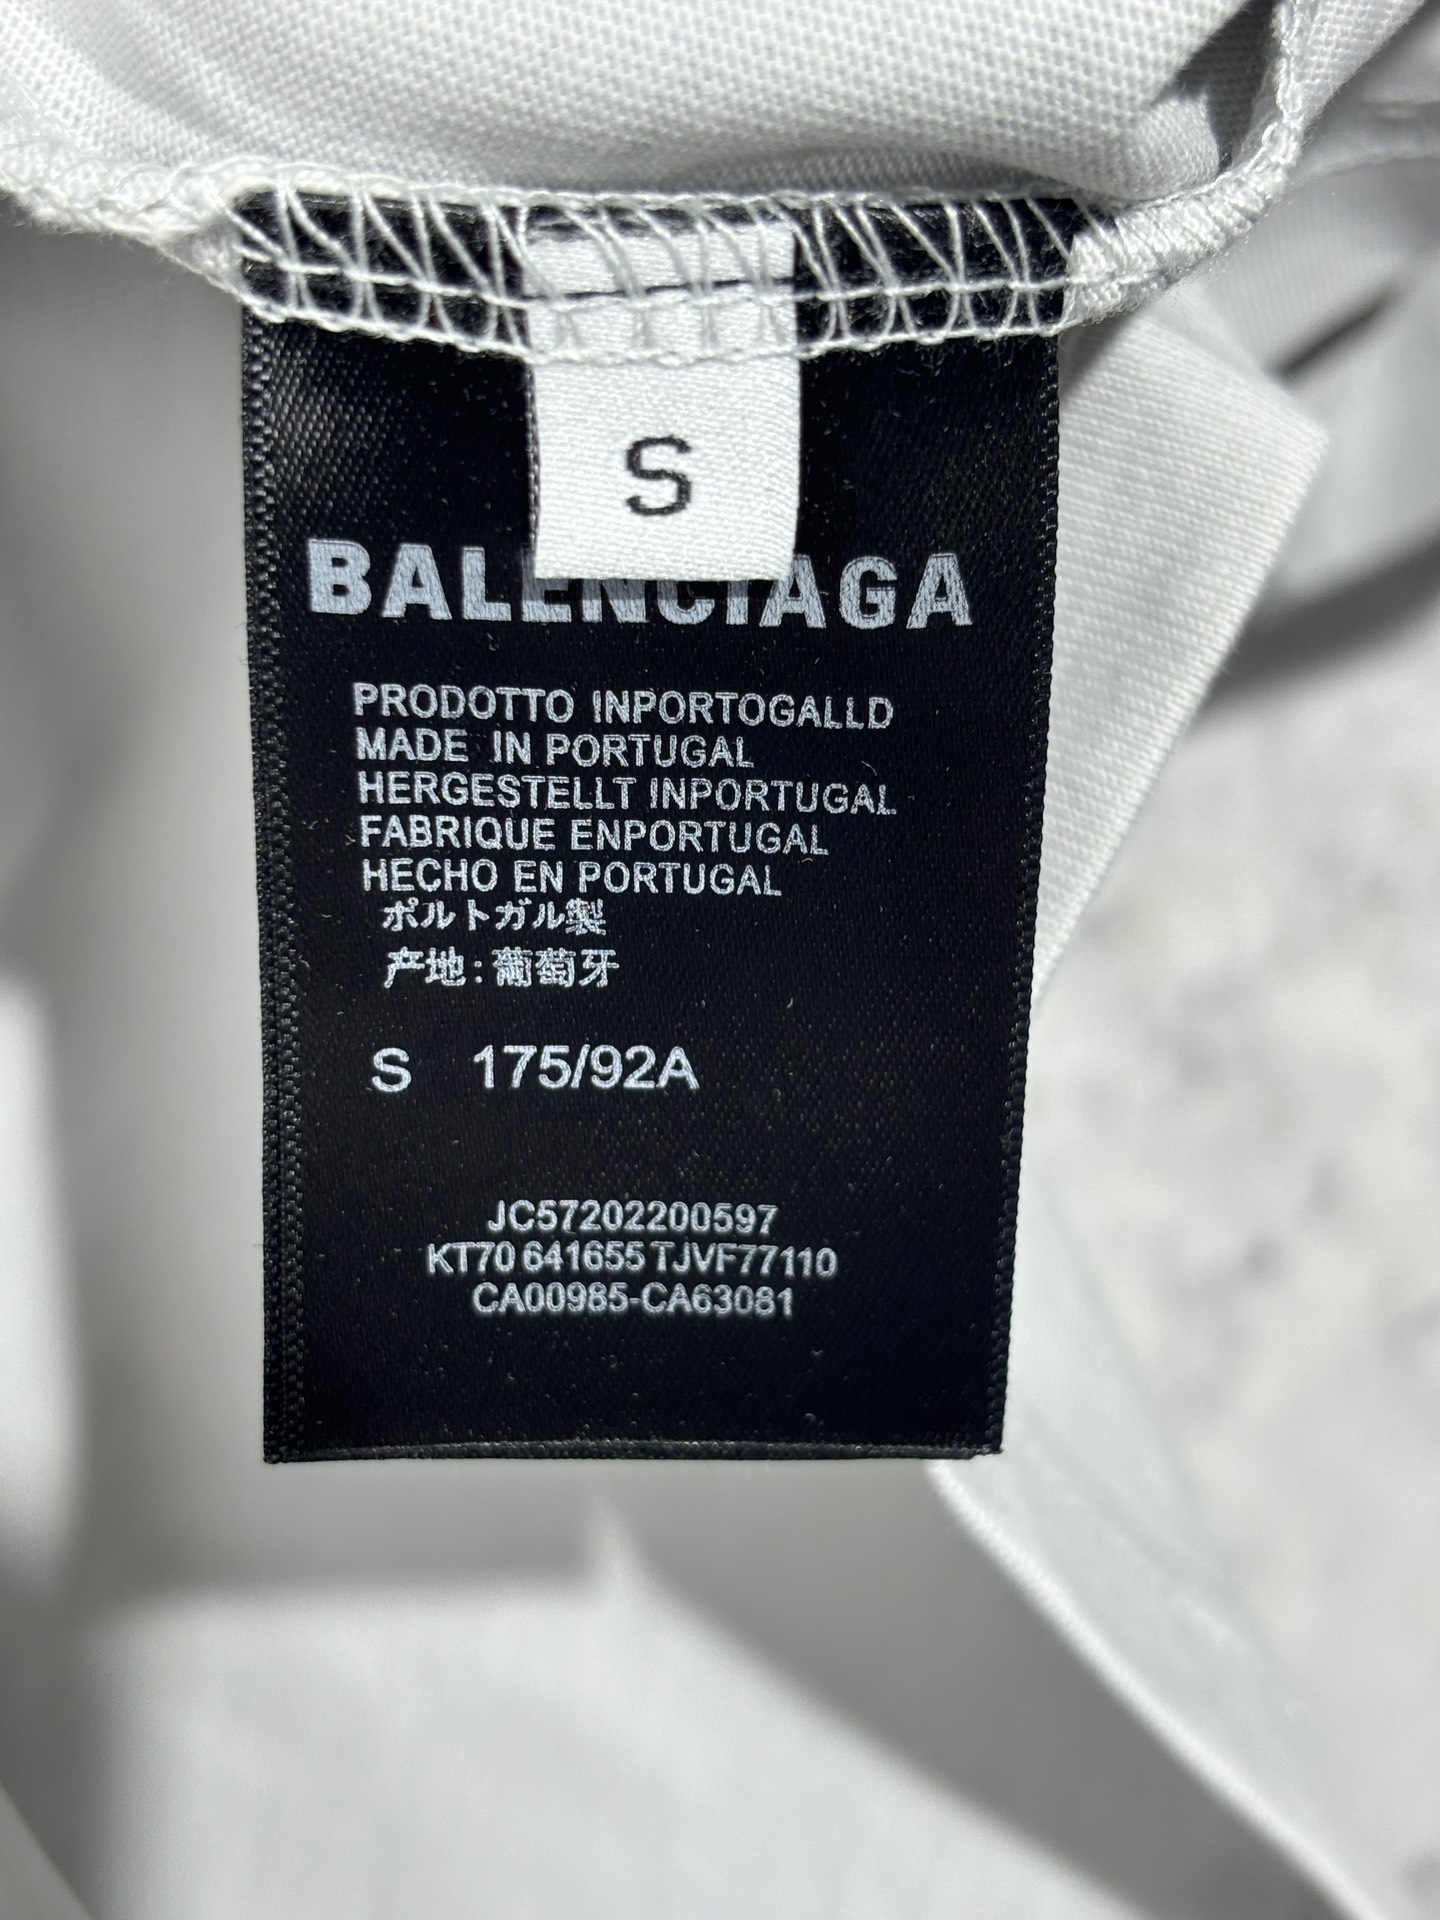 S
BALENCIAGA
PRODOTTO INPORTOGALLD
MADE IN PORTUGAL
HERGESTELLT INPORTUGAL
FABRIQUE ENPORTUGAL
HECHO EN PORTUGAL
ポルトガル製
产地:葡萄牙
S 175/92A
JC57202200597
KT70 641655 TJVF77110
CA00985-CA63081